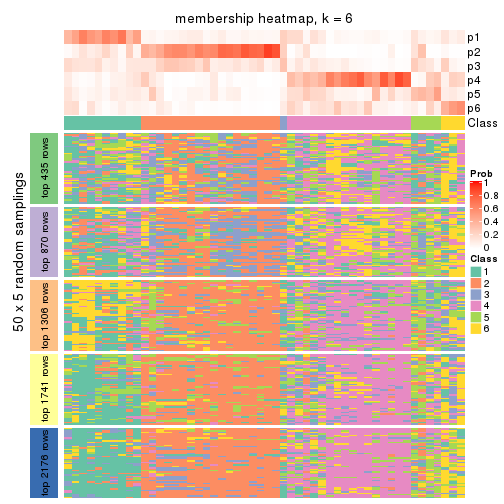 membership heatmap, k = 6
p1
p2
p3
p4
p5
p6
Class
50 x 5 random samplings
top 435 rows
top 870 rows
top 1306 rows
top 1741 rows
top 2176 rows
Prob
1
0.8
0.6
0.4
0.2
0
Class
1
2
3
4
5
6